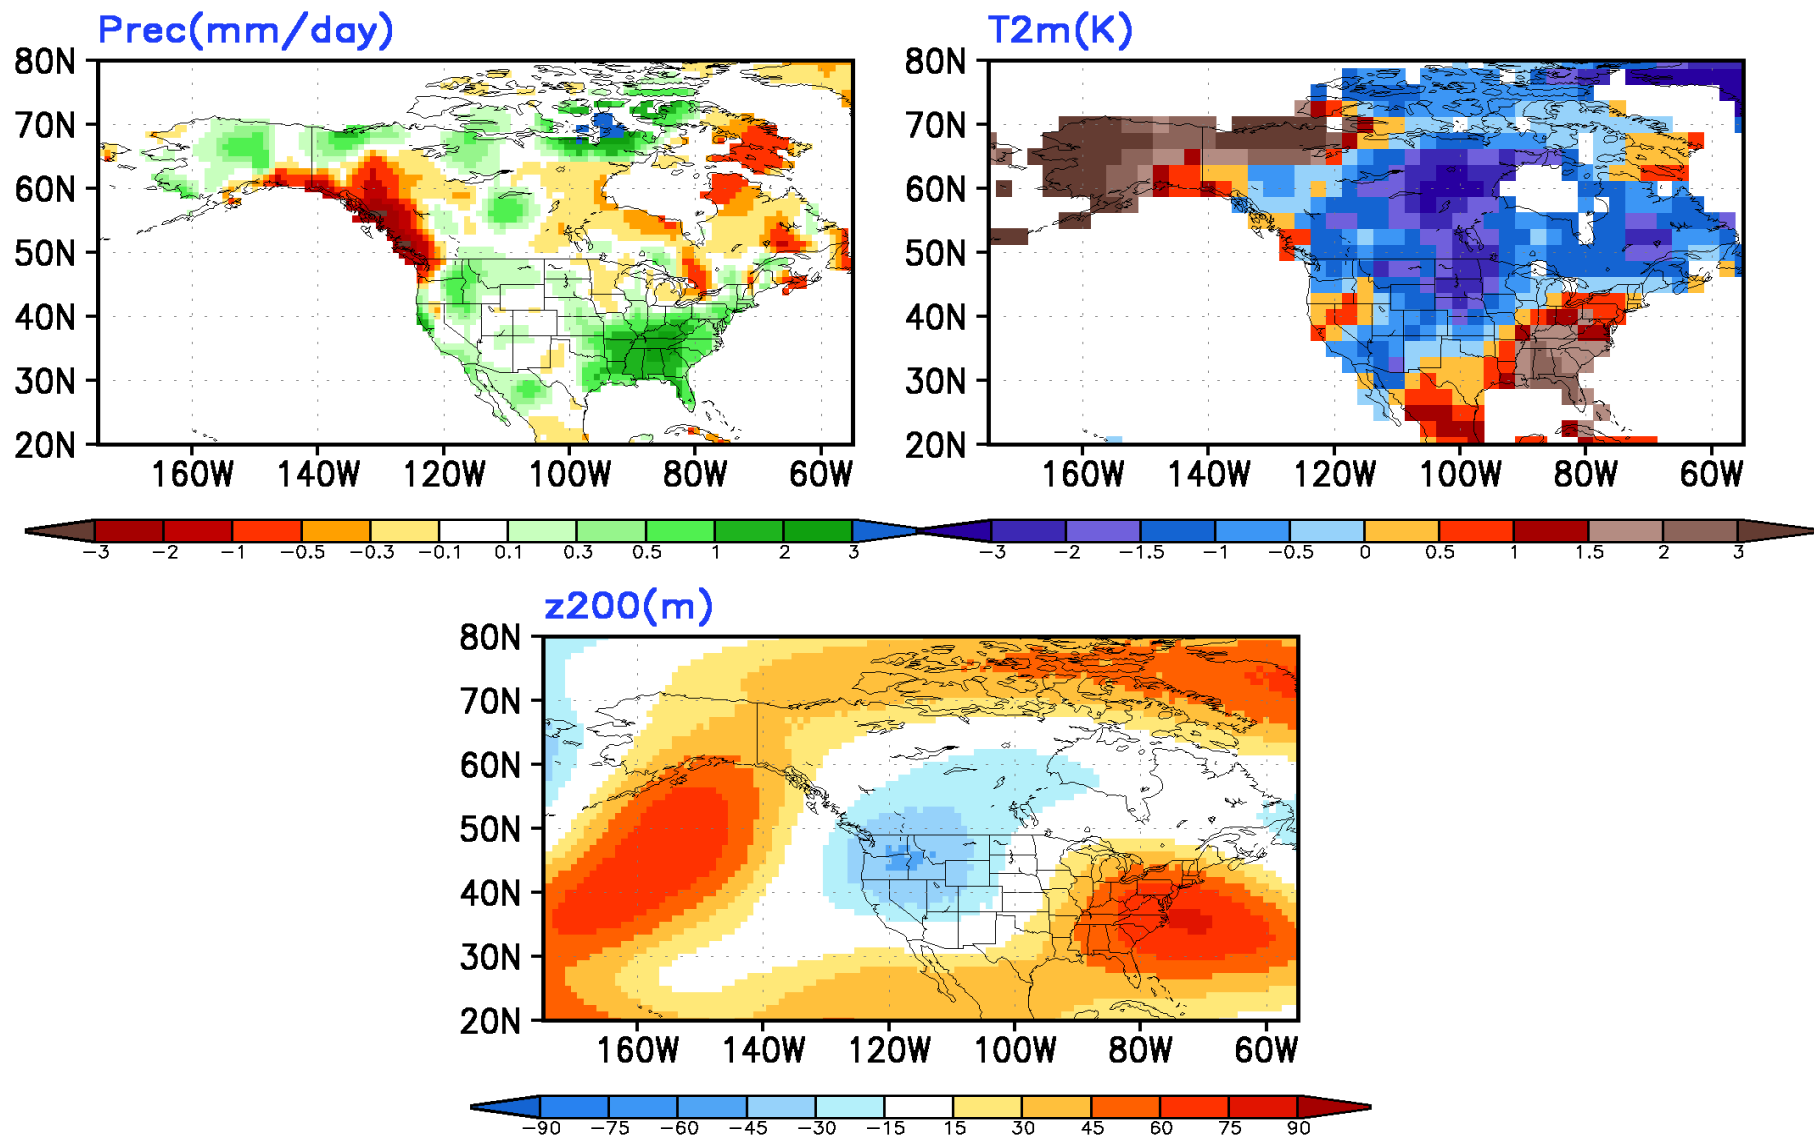 Prec(mm/day)
80N
70N
60N
50N
40N
30N
20N
160W 140W 120W 100W 80W 60W
-3 -2 -1 -0.5 -0.3 -0.1 0.1 0.3 0.5 1 2 3
T2m(K)
80N
70N
60N
50N
40N
30N
20N
160W 140W 120W 100W 80W 60W
-3 -2 -1.5 -1 -0.5 0 0.5 1 1.5 2 3
z200(m)
80N
70N
60N
50N
40N
30N
20N
160W 140W 120W 100W 80W 60W
-90 -75 -60 -45 -30 -15 15 30 45 60 75 90